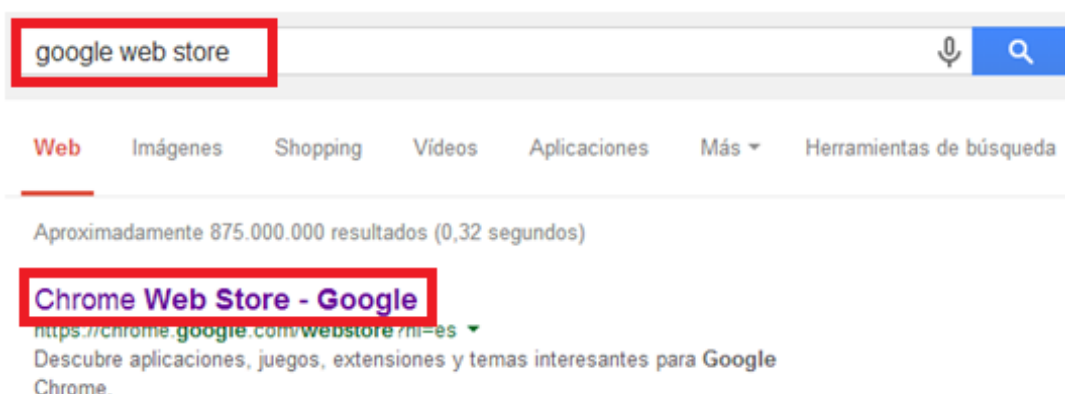 google web store
Web Imágenes Shopping Vídeos Aplicaciones Más Herramientas de búsqueda
Aproximadamente 875.000.000 resultados (0,32 segundos)
Chrome Web Store - Google
https://chrome.google.com/webstore?hl=es
Descubre aplicaciones, juegos, extensiones y temas interesantes para Google
Chrome.